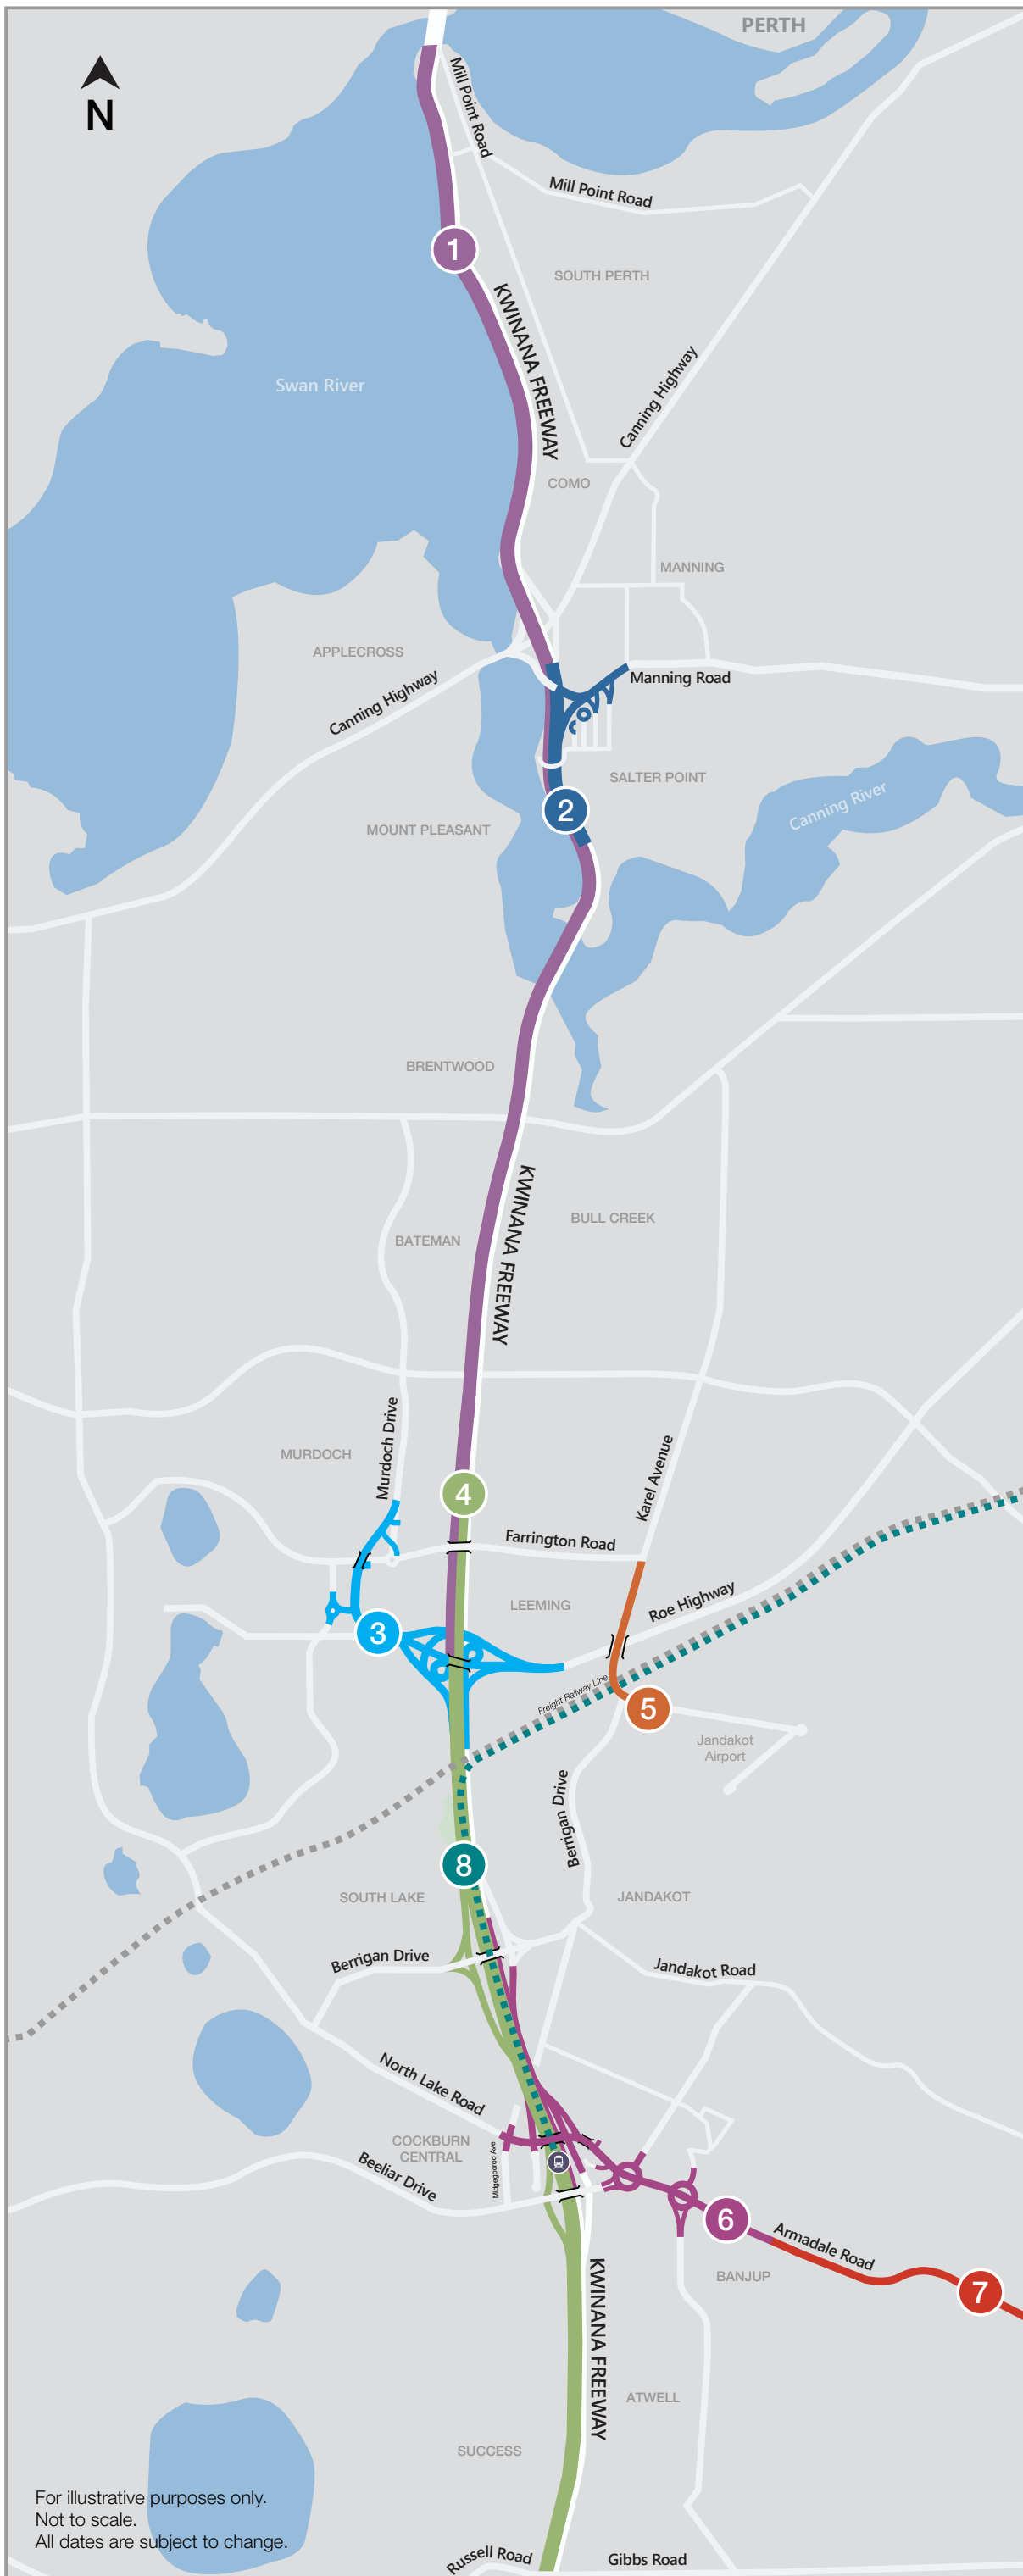 PERTH
N
Mill Point Road
Mill Point Road
1
SOUTH PERTH
KWINANA FREEWAY
Swan River
Canning Highway
COMO
MANNING
APPLECROSS
Canning Highway
Manning Road
SALTER POINT
Canning River
2
MOUNT PLEASANT
BRENTWOOD
KWINANA FREEWAY
BULL CREEK
BATEMAN
Murdoch Drive
MURDOCH
Karel Avenue
4
Farrington Road
LEEMING
Roe Highway
3
Freight Railway Line
5
Jandakot
Airport
Berrigan Drive
8
SOUTH LAKE
JANDAKOT
Berrigan Drive
Jandakot Road
North Lake Road
COCKBURN
CENTRAL
Midgegooroo Ave
Beeliar Drive
6
Armadale Road
BANJUP
7
KWINANA FREEWAY
ATWELL
SUCCESS
For illustrative purposes only.
Not to scale.
All dates are subject to change.
Russell Road
Gibbs Road